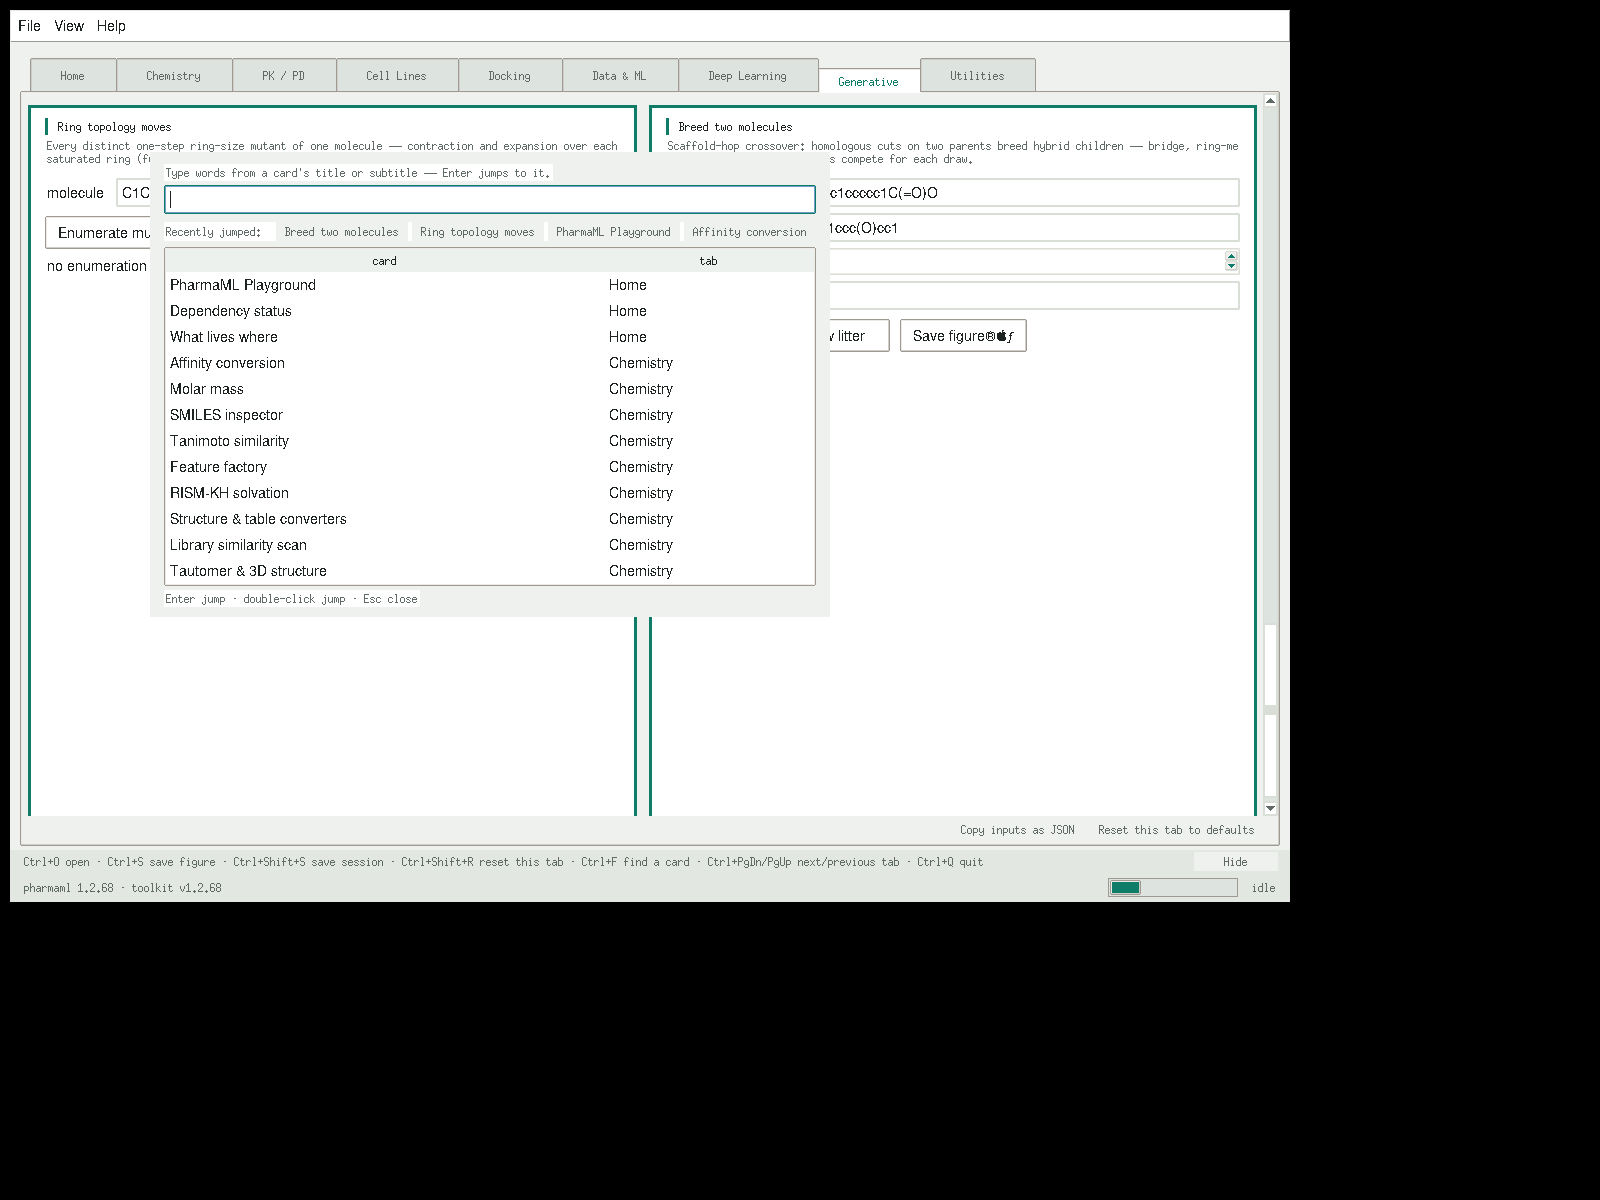 File View Help
Home Chemistry PK / PD Cell Lines Docking Data & ML Deep Learning Generative Utilities
Ring topology moves
Every distinct one-step ring-size mutant of one molecule — contraction and expansion over each
saturated ring (f
molecule C1C
Enumerate mu
no enumeration
Breed two molecules
Scaffold-hop crossover: homologous cuts on two parents breed hybrid children — bridge, ring-me
s compete for each draw.
c1ccccc1C(=O)O
1ccc(O)cc1
litter
Save figure®ƒ
Type words from a card's title or subtitle — Enter jumps to it.
Recently jumped: Breed two molecules Ring topology moves PharmaML Playground Affinity conversion
card tab
PharmaML Playground Home
Dependency status Home
What lives where Home
Affinity conversion Chemistry
Molar mass Chemistry
SMILES inspector Chemistry
Tanimoto similarity Chemistry
Feature factory Chemistry
RISM-KH solvation Chemistry
Structure & table converters Chemistry
Library similarity scan Chemistry
Tautomer & 3D structure Chemistry
Enter jump · double-click jump · Esc close
Copy inputs as JSON Reset this tab to defaults
Ctrl+O open · Ctrl+S save figure · Ctrl+Shift+S save session · Ctrl+Shift+R reset this tab · Ctrl+F find a card · Ctrl+PgDn/PgUp next/previous tab · Ctrl+Q quit Hide
pharmaml 1.2.68 · toolkit v1.2.68 idle